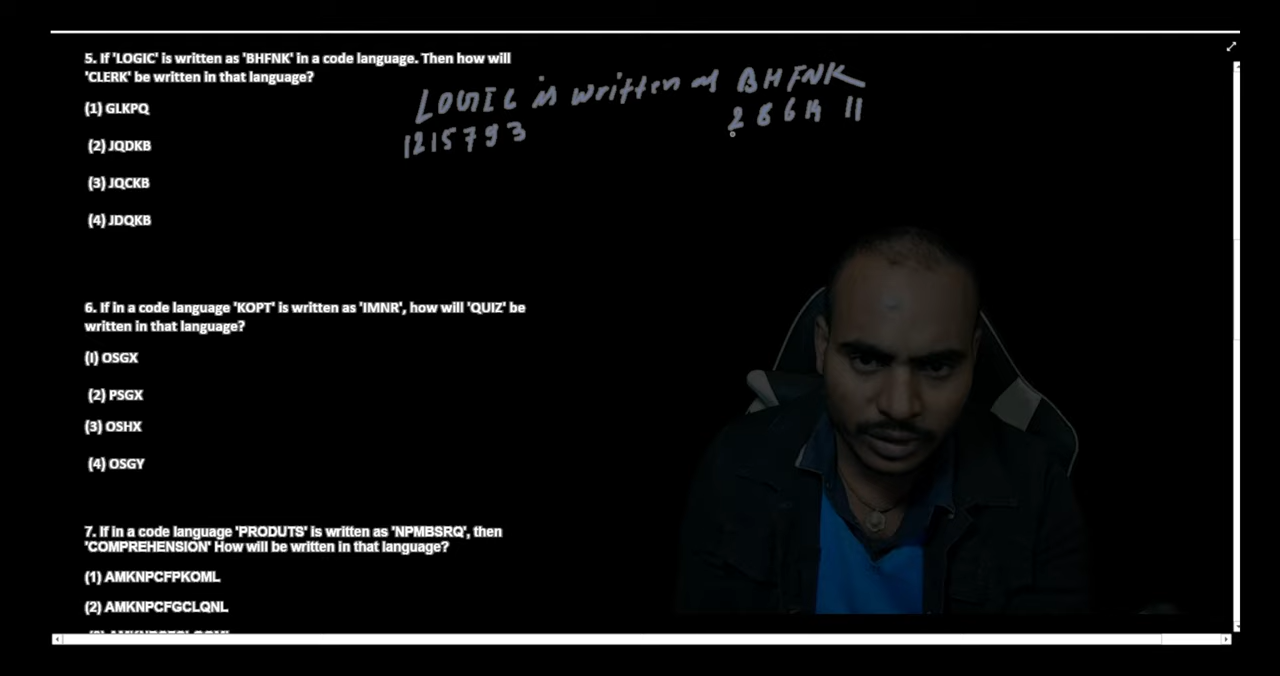 5. If 'LOGIC' is written as 'BHFNK' in a code language. Then how will
'CLERK' be written in that language?
(1) GLKPQ
(2) JQDKB
(3) JQCKB
(4) JDQKB
LOGIC is written as BHFNK
12 15 7 9 3
2 8 6 14 11
6. If in a code language 'KOPT' is written as 'IMNR', how will 'QUIZ' be
written in that language?
(I) OSGX
(2) PSGX
(3) OSHX
(4) OSGY
7. If in a code language 'PRODUTS' is written as 'NPMBSRQ', then
'COMPREHENSION' How will be written in that language?
(1) AMKNPCFPKOML
(2) AMKNPCFGCLQNL